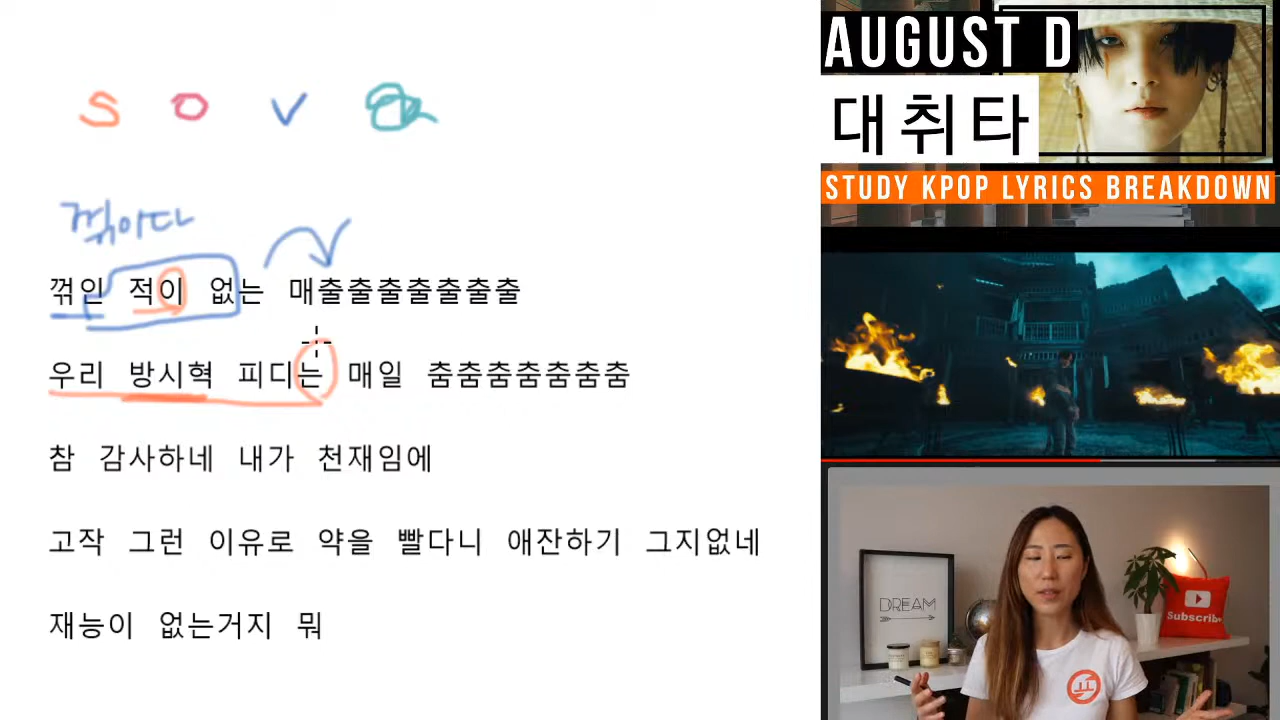 S O V
꺾이다
꺾인 적이 없는 매출출출출출출출
우리 방시혁 피디는 매일 춤춤춤춤춤춤춤
참 감사하네 내가 천재임에
고작 그런 이유로 약을 빨다니 애잔하기 그지없네
재능이 없는거지 뭐
AUGUST D
대취타
STUDY KPOP LYRICS BREAKDOWN
DREAM
Subscribe